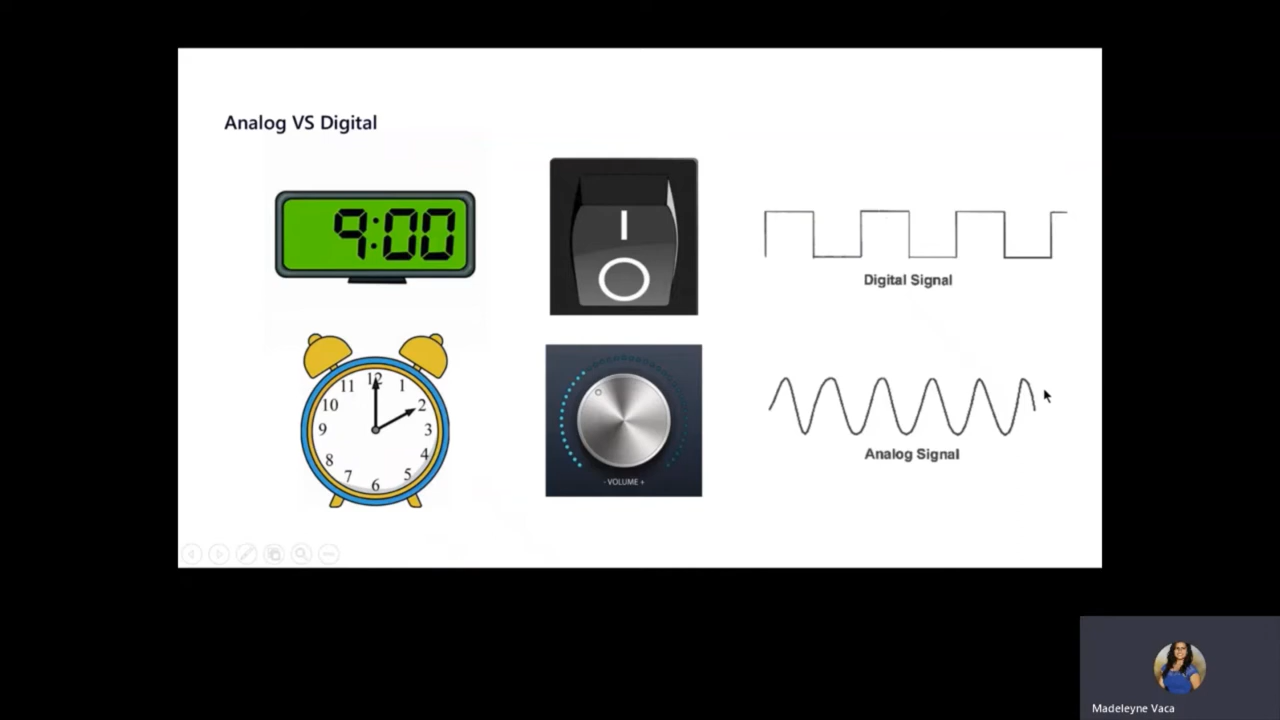 Analog VS Digital
9:00
Digital Signal
12
11
1
10
2
9
3
8
4
7
5
6
- VOLUME +
Analog Signal
Madeleyne Vaca